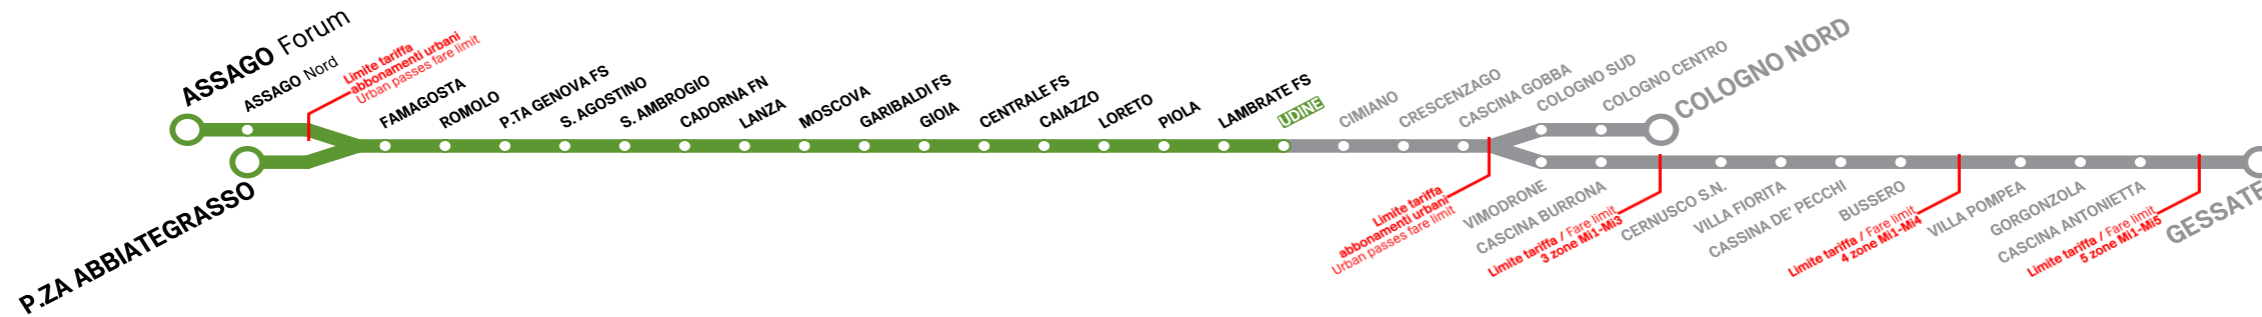 ASSAGO Forum
ASSAGO Nord
Limite tariffa
abbonamenti urbani
Urban passes fare limit
P.ZA ABBIATEGRASSO
FAMAGOSTA
ROMOLO
P.TA GENOVA FS
S. AGOSTINO
S. AMBROGIO
CADORNA FN
LANZA
MOSCOVA
GARIBALDI FS
GIOIA
CENTRALE FS
CAIAZZO
LORETO
PIOLA
LAMBRATE FS
UDINE
CIMIANO
CRESCENZAGO
CASCINA GOBBA
Limite tariffa
abbonamenti urbani
Urban passes fare limit
COLOGNO SUD
COLOGNO CENTRO
COLOGNO NORD
VIMODRONE
CASCINA BURRONA
Limite tariffa / Fare limit
3 zone Mi1-Mi3
CERNUSCO S.N.
VILLA FIORITA
CASSINA DE' PECCHI
BUSSERO
Limite tariffa / Fare limit
4 zone Mi1-Mi4
VILLA POMPEA
GORGONZOLA
CASCINA ANTONIETTA
Limite tariffa / Fare limit
5 zone Mi1-Mi5
GESSATE